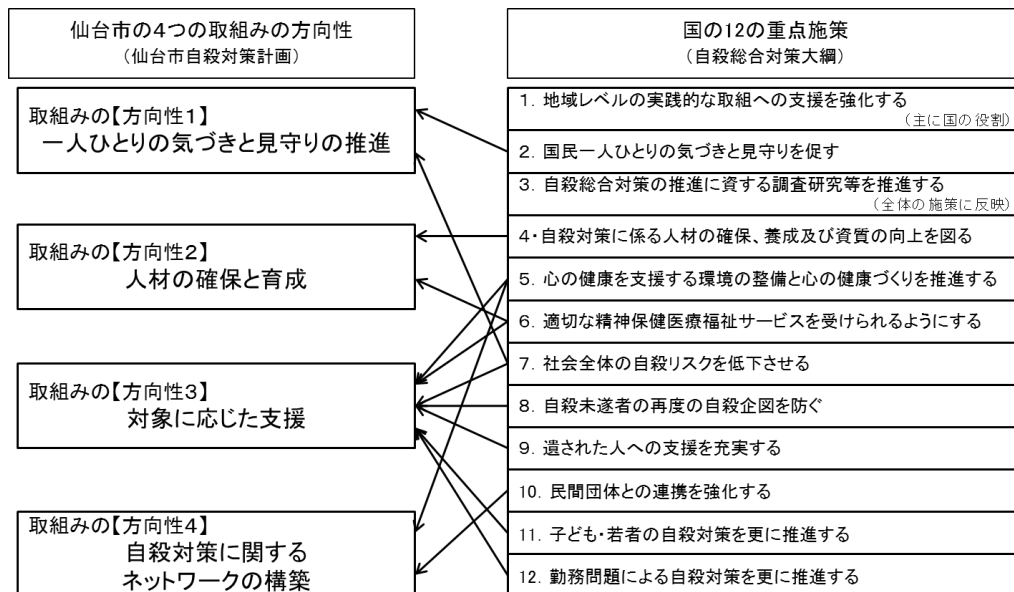 仙台市の4つの取組みの方向性
（仙台市自殺対策計画）
取組みの【方向性1】
一人ひとりの気づきと見守りの推進
取組みの【方向性2】
人材の確保と育成
取組みの【方向性3】
対象に応じた支援
取組みの【方向性4】
自殺対策に関する
ネットワークの構築
国の12の重点施策
（自殺総合対策大綱）
1．地域レベルの実践的な取組への支援を強化する
（主に国の役割）
2．国民一人ひとりの気づきと見守りを促す
3．自殺総合対策の推進に資する調査研究等を推進する
（全体の施策に反映）
4・自殺対策に係る人材の確保、養成及び資質の向上を図る
5．心の健康を支援する環境の整備と心の健康づくりを推進する
6．適切な精神保健医療福祉サービスを受けられるようにする
7．社会全体の自殺リスクを低下させる
8．自殺未遂者の再度の自殺企図を防ぐ
9．遺された人への支援を充実する
10．民間団体との連携を強化する
11．子ども・若者の自殺対策を更に推進する
12．勤務問題による自殺対策を更に推進する